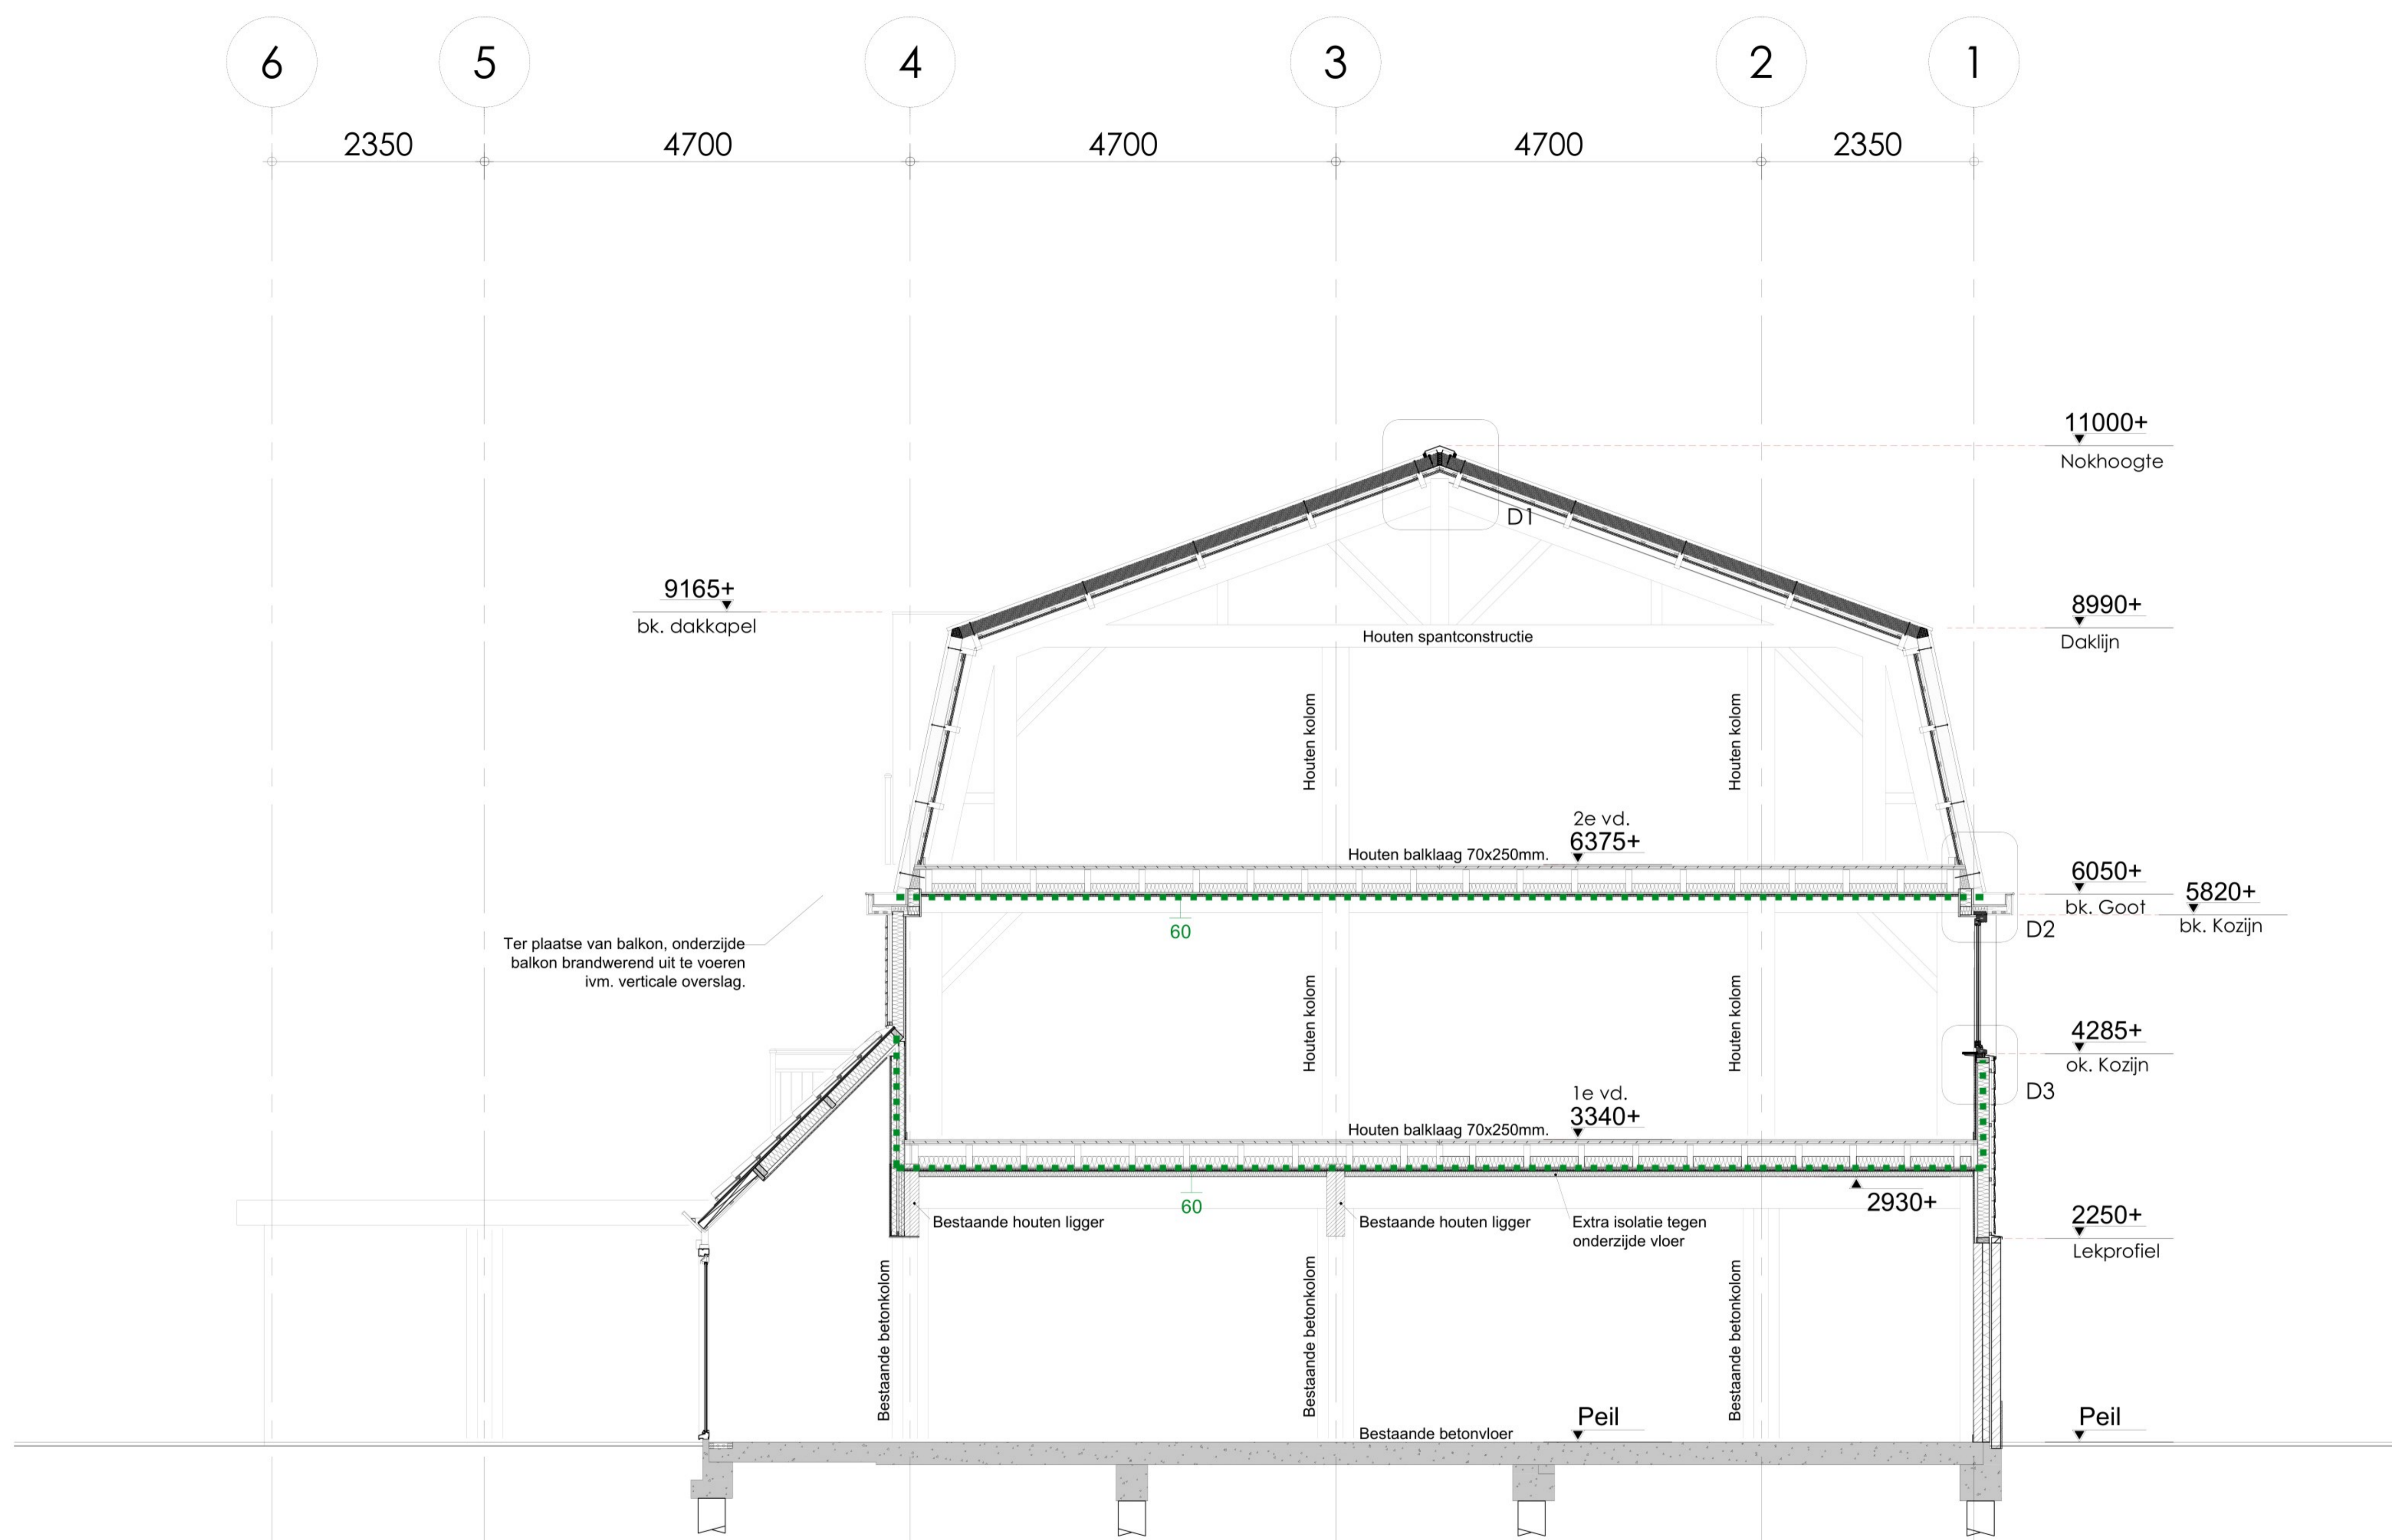 6
5
4
3
2
1
2350
4700
4700
4700
2350
11000+
Nokhoogte
D1
9165+
bk. dakkapel
8990+
Daklijn
Houten spantconstructie
Houten kolom
Houten kolom
2e vd.
6375+
Houten balklaag 70x250mm.
6050+
bk. Goot
5820+
bk. Kozijn
D2
60
Ter plaatse van balkon, onderzijde
balkon brandwerend uit te voeren
ivm. verticale overslag.
Houten kolom
Houten kolom
4285+
ok. Kozijn
D3
1e vd.
3340+
Houten balklaag 70x250mm.
2930+
60
Bestaande houten ligger
Bestaande houten ligger
Extra isolatie tegen
onderzijde vloer
2250+
Lekprofiel
Bestaande betonkolom
Bestaande betonkolom
Bestaande betonkolom
Bestaande betonvloer
Peil
Peil